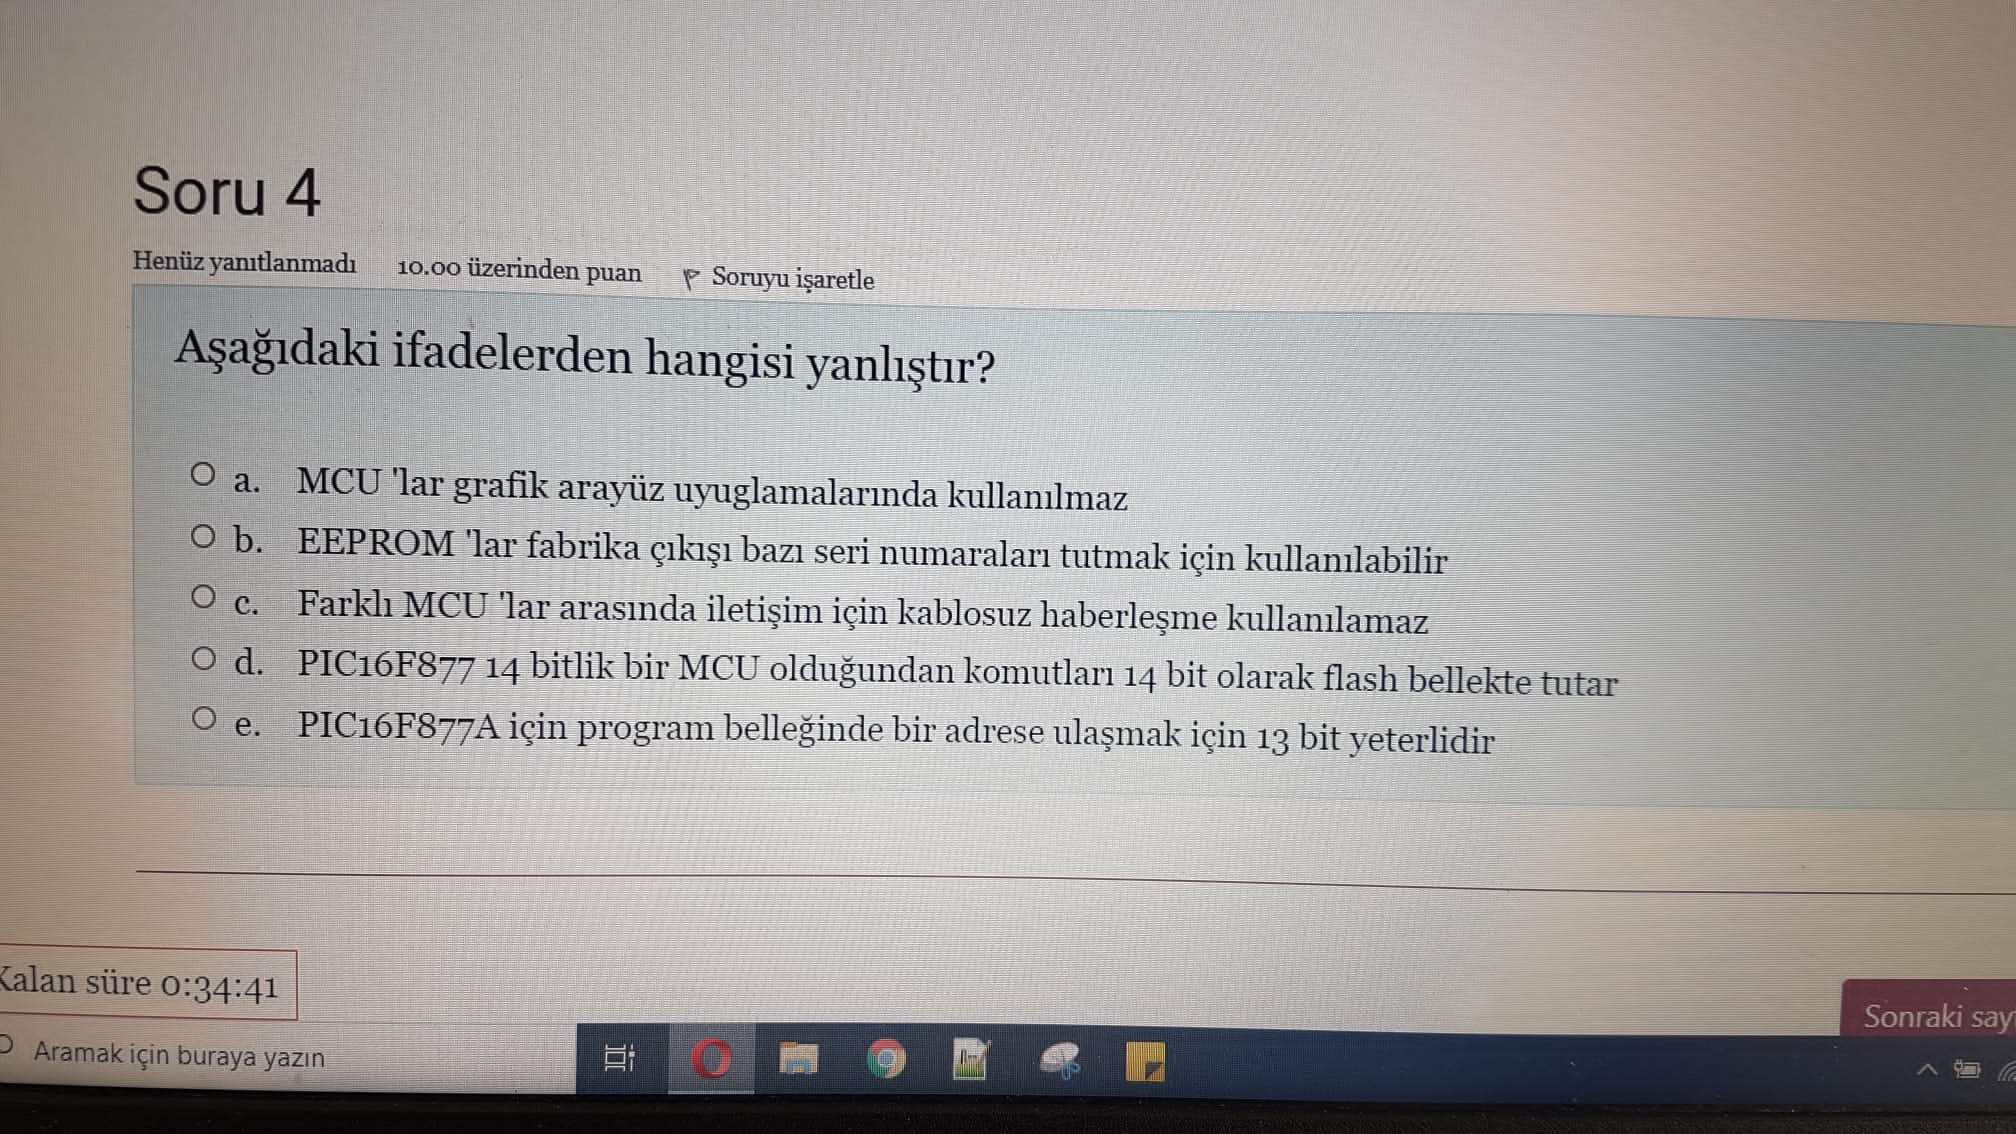 Soru 4
Henüz yanıtlanmadı 10.00 üzerinden puan Soruyu işaretle
Aşağıdaki ifadelerden hangisi yanlıştır?
a. MCU 'lar grafik arayüz uyuglamalarında kullanılmaz
b. EEPROM 'lar fabrika çıkışı bazı seri numaraları tutmak için kullanılabilir
c. Farklı MCU 'lar arasında iletişim için kablosuz haberleşme kullanılamaz
d. PIC16F877 14 bitlik bir MCU olduğundan komutları 14 bit olarak flash bellekte tutar
e. PIC16F877A için program belleğinde bir adrese ulaşmak için 13 bit yeterlidir
Kalan süre 0:34:41
Sonraki say
Aramak için buraya yazın